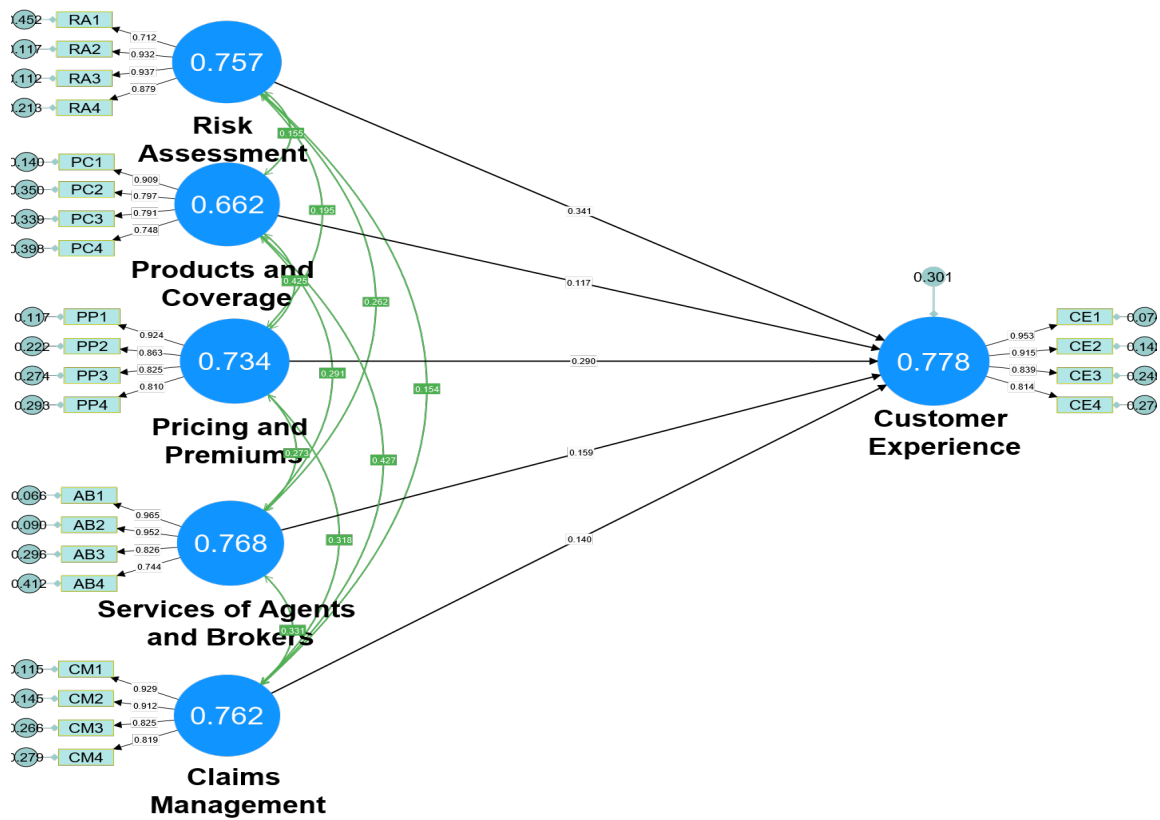 0.452 RA1
RA2
RA3
0.213 RA4
0.712
0.932
0.937
0.879
0.757
Risk
Assessment
0.155
0.140 PC1
0.350 PC2
0.339 PC3
0.398 PC4
0.909
0.797
0.791
0.748
0.662
Products and
Coverage
0.195
0.425
0.262
0.341
0.117
0.117 PP1
0.222 PP2
0.274 PP3
0.293 PP4
0.924
0.863
0.825
0.810
0.734
Pricing and
Premiums
0.291
0.154
0.273
0.427
0.290
0.159
0.301
0.778
Customer
Experience
0.953
0.915
0.839
0.814
CE1
CE2
CE3
CE4
0.066 AB1
0.090 AB2
0.296 AB3
0.412 AB4
0.965
0.952
0.826
0.744
0.768
Services of Agents
and Brokers
0.318
0.331
0.140
0.115 CM1
0.145 CM2
0.266 CM3
0.279 CM4
0.929
0.912
0.825
0.819
0.762
Claims
Management